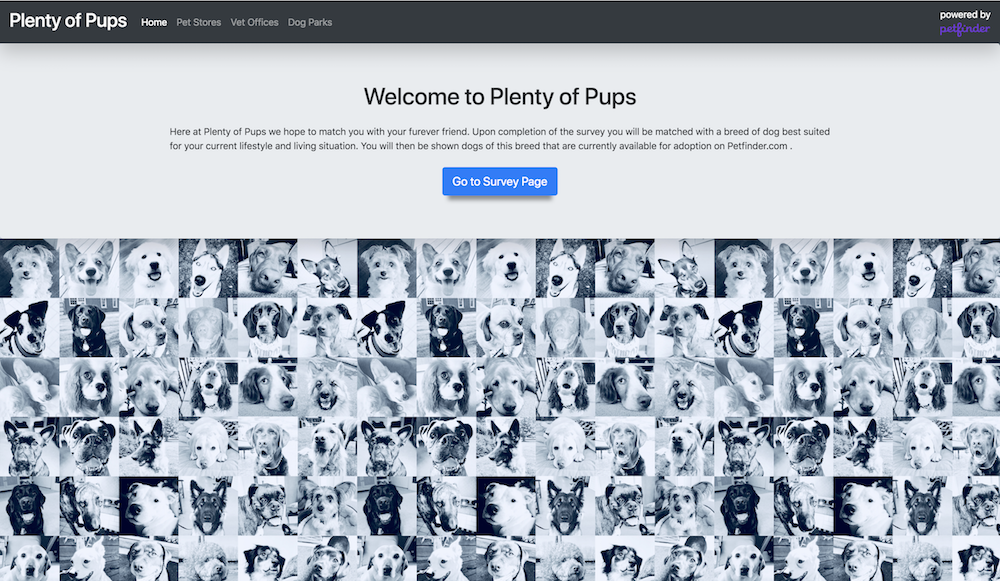 Plenty of Pups Home Pet Stores Vet Offices Dog Parks
powered by
petfinder
Welcome to Plenty of Pups
Here at Plenty of Pups we hope to match you with your furever friend. Upon completion of the survey you will be matched with a breed of dog best suited
for your current lifestyle and living situation. You will then be shown dogs of this breed that are currently available for adoption on Petfinder.com .
Go to Survey Page